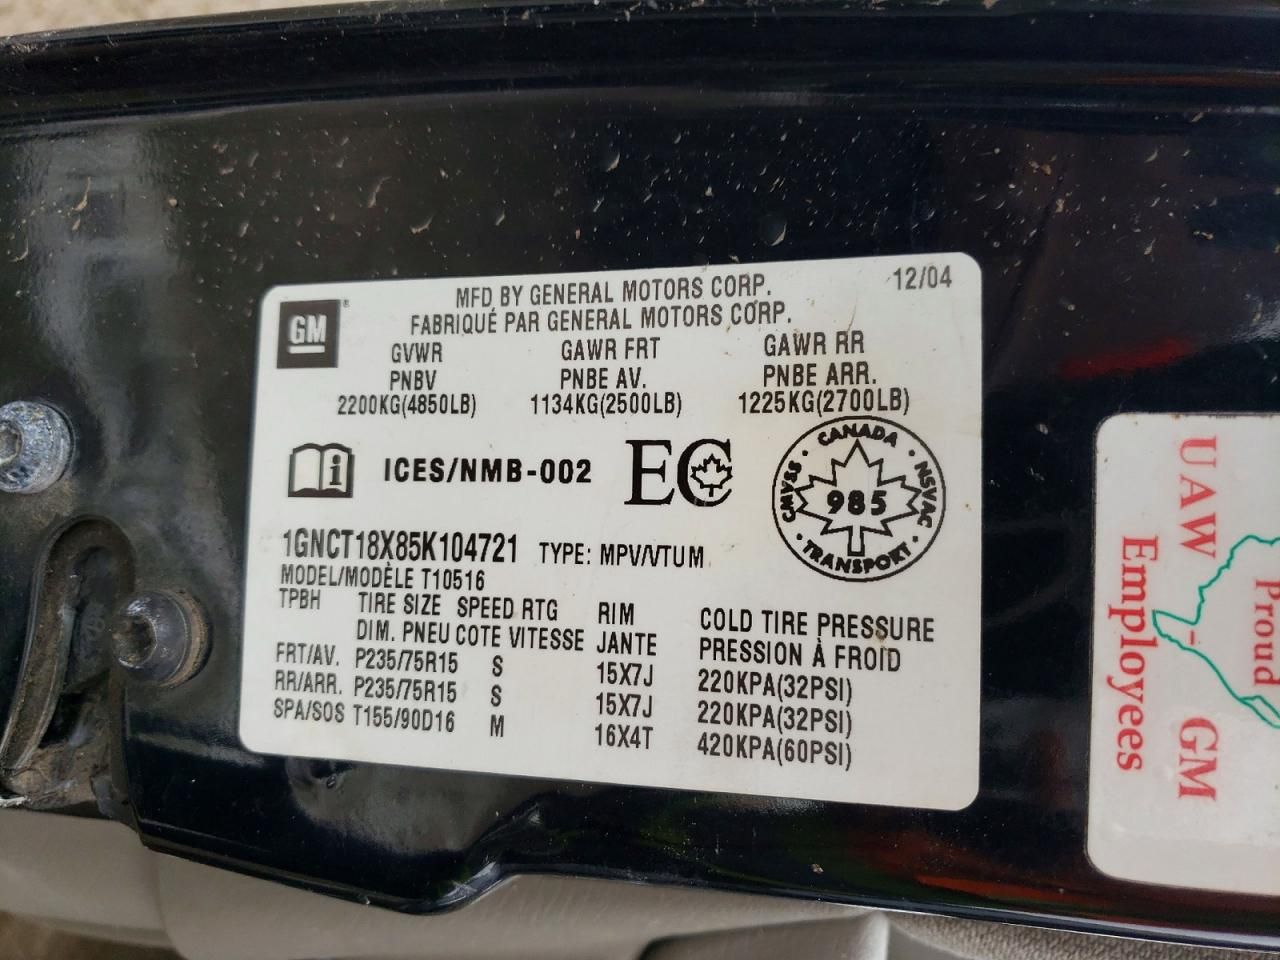 MFD BY GENERAL MOTORS CORP. 12/04
FABRIQUÉ PAR GENERAL MOTORS CORP.
GM
GVWR GAWR FRT GAWR RR
PNBV PNBE AV. PNBE ARR.
2200KG(4850LB) 1134KG(2500LB) 1225KG(2700LB)
i ICES/NMB-002 EC
CANADA
CMVSS 985 NSVAC
TRANSPORT
1GNCT18X85K104721 TYPE: MPV/VTUM
MODEL/MODÈLE T10516
TPBH TIRE SIZE SPEED RTG RIM COLD TIRE PRESSURE
DIM. PNEU COTE VITESSE JANTE PRESSION À FROID
FRT/AV. P235/75R15 S 15X7J 220KPA(32PSI)
RR/ARR. P235/75R15 S 15X7J 220KPA(32PSI)
SPA/SOS T155/90D16 M 16X4T 420KPA(60PSI)
UAW - GM
Employees
Proud